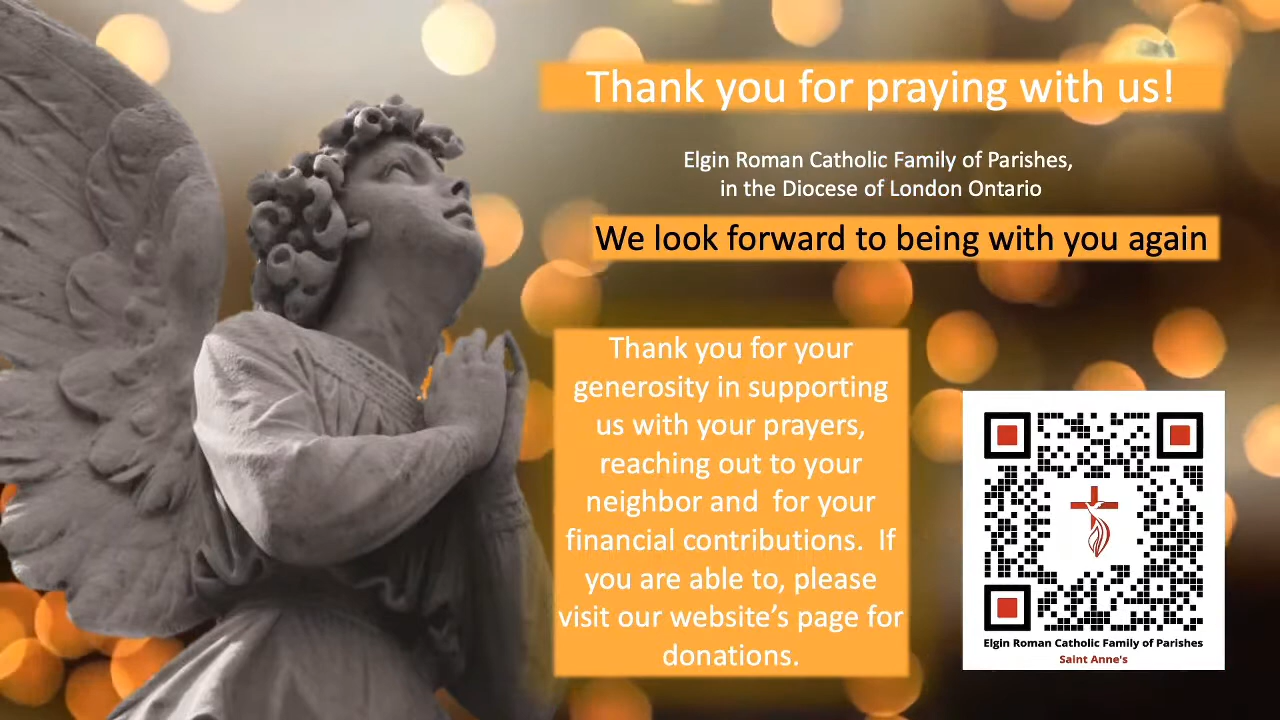 Thank you for praying with us!
Elgin Roman Catholic Family of Parishes,
in the Diocese of London Ontario
We look forward to being with you again
Thank you for your
generosity in supporting
us with your prayers,
reaching out to your
neighbor and  for your
financial contributions.  If
you are able to, please
visit our website’s page for
donations.
Elgin Roman Catholic Family of Parishes
Saint Anne's